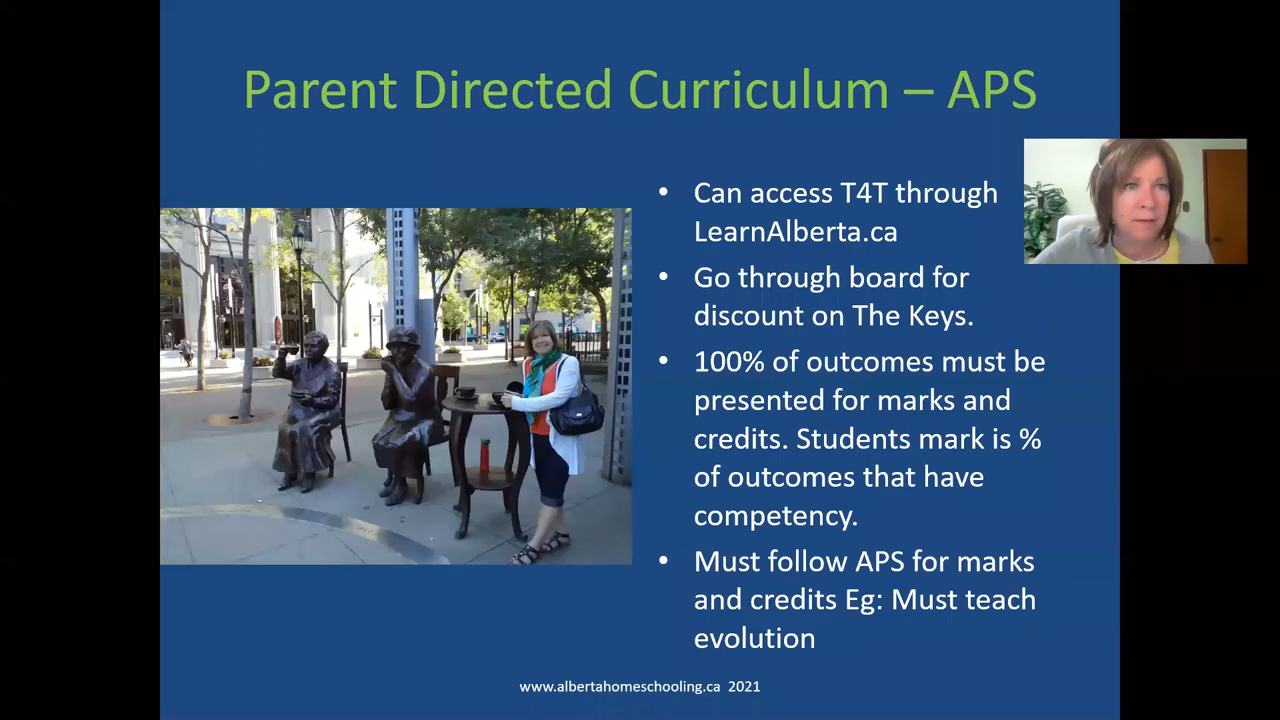 Parent Directed Curriculum – APS
• Can access T4T through
LearnAlberta.ca
• Go through board for
discount on The Keys.
• 100% of outcomes must be
presented for marks and
credits. Students mark is %
of outcomes that have
competency.
• Must follow APS for marks
and credits Eg: Must teach
evolution
www.albertahomeschooling.ca 2021